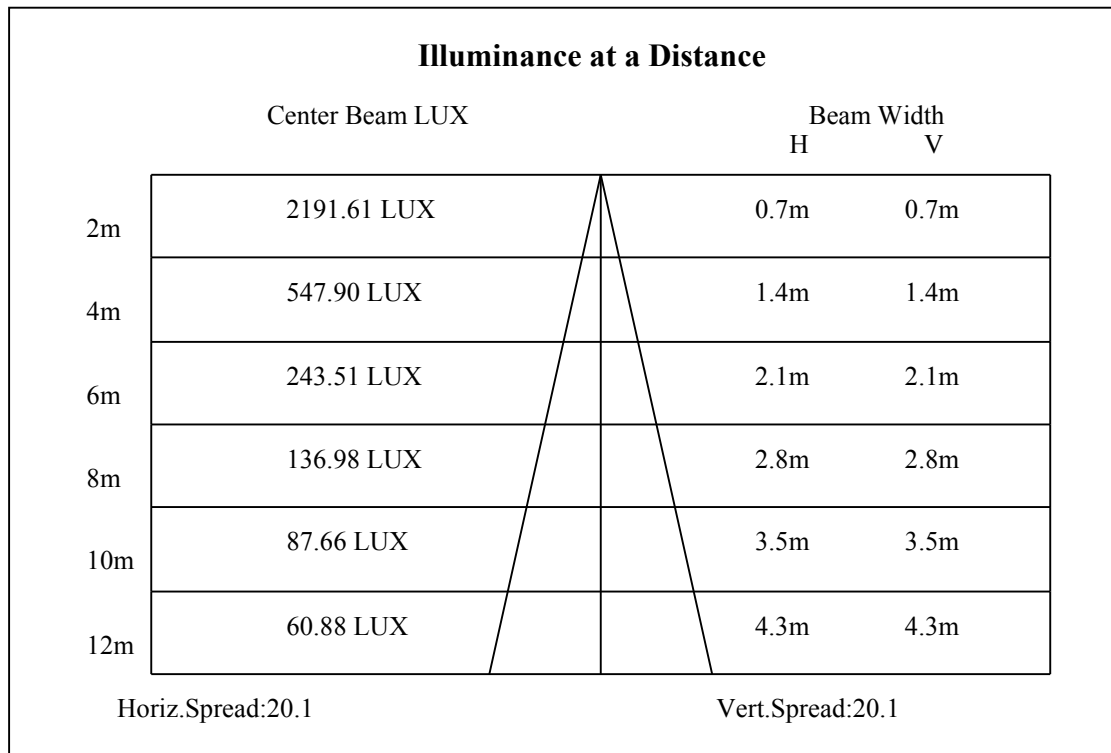 Illuminance at a Distance
Center Beam LUX Beam Width
H V
2m 2191.61 LUX 0.7m 0.7m
4m 547.90 LUX 1.4m 1.4m
6m 243.51 LUX 2.1m 2.1m
8m 136.98 LUX 2.8m 2.8m
10m 87.66 LUX 3.5m 3.5m
12m 60.88 LUX 4.3m 4.3m
Horiz.Spread:20.1 Vert.Spread:20.1